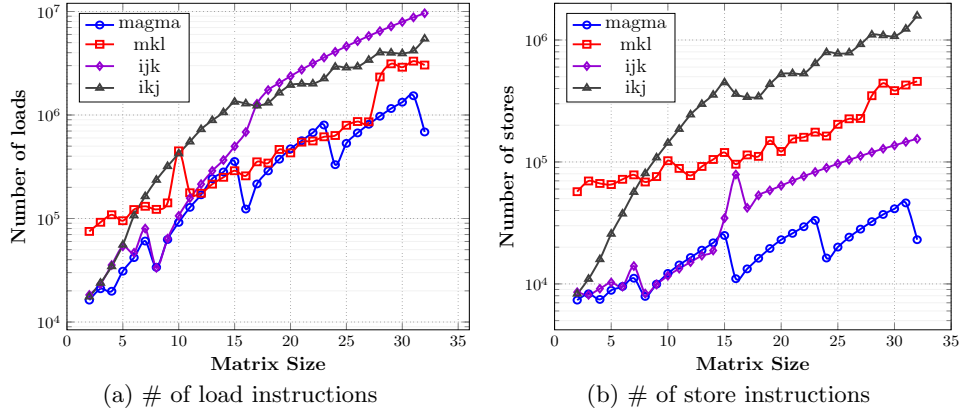 magma
mkl
ijk
ikj
10^7
10^6
10^5
10^4
Number of loads
0 5 10 15 20 25 30 35
Matrix Size
(a) # of load instructions
magma
mkl
ijk
ikj
10^6
10^5
10^4
Number of stores
0 5 10 15 20 25 30 35
Matrix Size
(b) # of store instructions